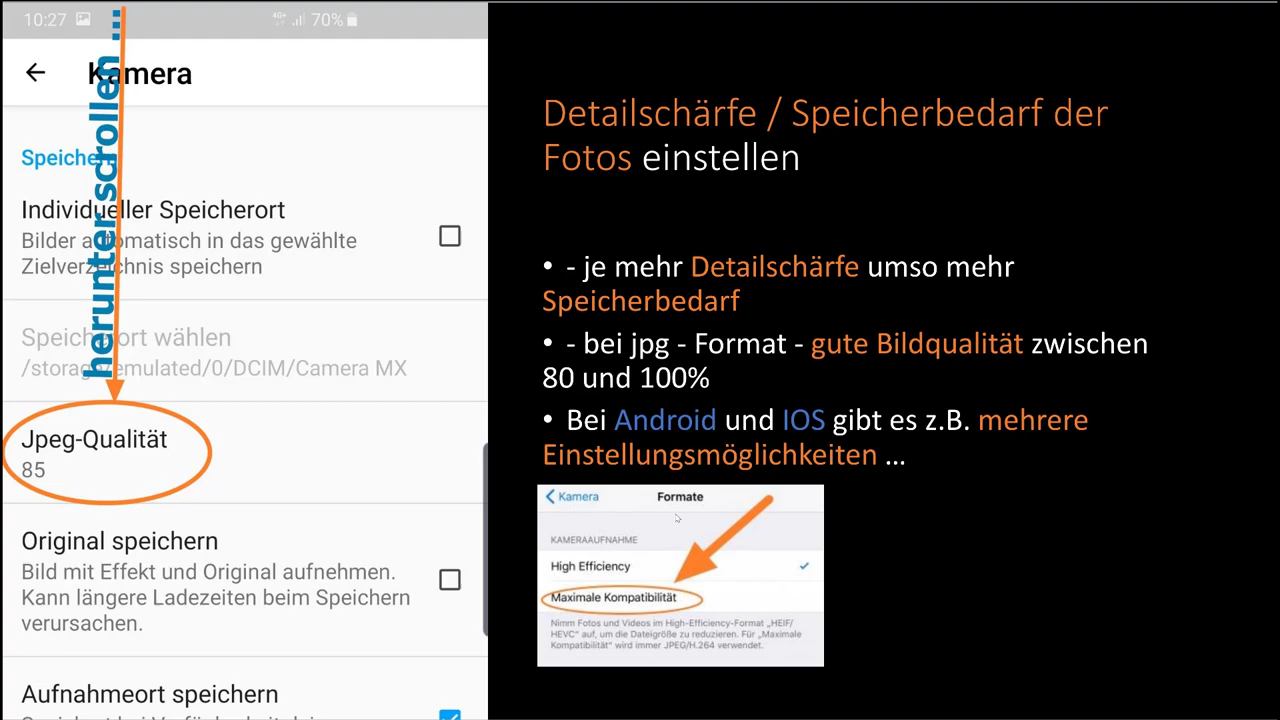 10:27
4G+ 70%
Kamera
herunter scrollen ...
Speichern
Individueller Speicherort
Bilder automatisch in das gewählte
Zielverzeichnis speichern
Speicherort wählen
/storage/emulated/0/DCIM/Camera MX
Jpeg-Qualität
85
Original speichern
Bild mit Effekt und Original aufnehmen.
Kann längere Ladezeiten beim Speichern
verursachen.
Aufnahmeort speichern
Detailschärfe / Speicherbedarf der
Fotos einstellen
• - je mehr Detailschärfe umso mehr
Speicherbedarf
• - bei jpg - Format - gute Bildqualität zwischen
80 und 100%
• Bei Android und IOS gibt es z.B. mehrere
Einstellungsmöglichkeiten ...
Kamera Formate
KAMERAAUFNAHME
High Efficiency
Maximale Kompatibilität
Nimm Fotos und Videos im High-Efficiency-Format „HEIF/
HEVC“ auf, um die Dateigröße zu reduzieren. Für „Maximale
Kompatibilität“ wird immer JPEG/H.264 verwendet.